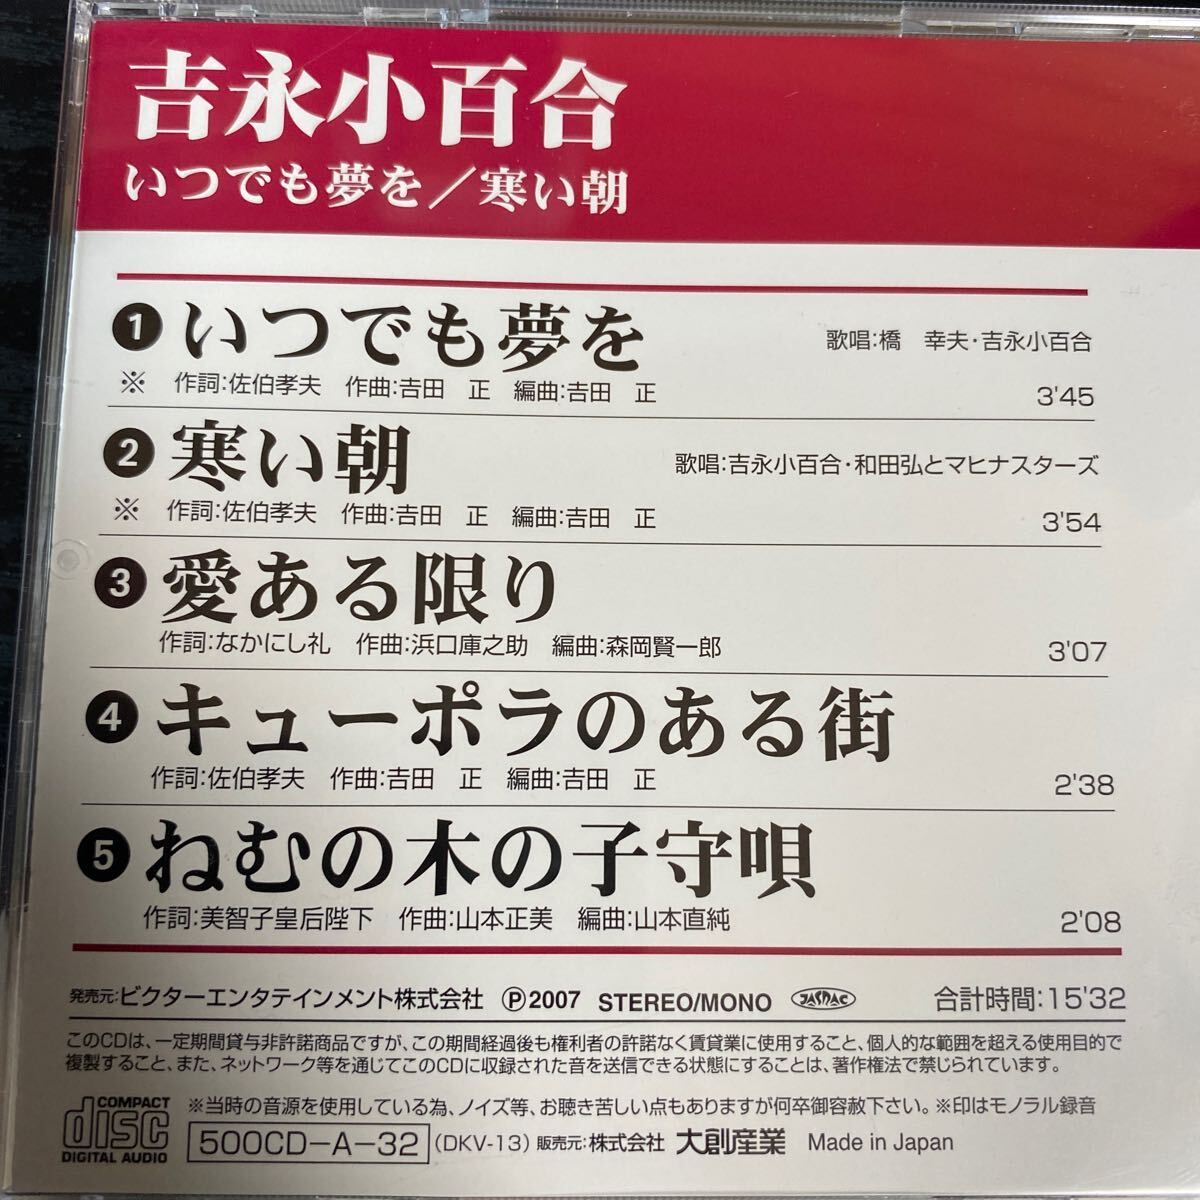 吉永小百合
いつでも夢を／寒い朝
1 いつでも夢を 歌唱:橋　幸夫・吉永小百合
※ 作詞:佐伯孝夫　作曲:吉田　正　編曲:吉田　正 3'45
2 寒い朝 歌唱:吉永小百合・和田弘とマヒナスターズ
※ 作詞:佐伯孝夫　作曲:吉田　正　編曲:吉田　正 3'54
3 愛ある限り
作詞:なかにし礼　作曲:浜口庫之助　編曲:森岡賢一郎 3'07
4 キューポラのある街
作詞:佐伯孝夫　作曲:吉田　正　編曲:吉田　正 2'38
5 ねむの木の子守唄
作詞:美智子皇后陛下　作曲:山本正美　編曲:山本直純 2'08
発売元:ビクターエンタテインメント株式会社 ℗2007 STEREO/MONO JASRAC 合計時間:15'32
このCDは、一定期間貸与非許諾商品ですが、この期間経過後も権利者の許諾なく賃貸業に使用すること、個人的な範囲を超える使用目的で
複製すること、また、ネットワーク等を通じてこのCDに収録された音を送信できる状態にすることは、著作権法で禁じられています。
COMPACT disc DIGITAL AUDIO
※当時の音源を使用している為、ノイズ等、お聴き苦しい点もありますが何卒御容赦下さい。※印はモノラル録音
500CD-A-32 (DKV-13) 販売元:株式会社 大創産業 Made in Japan